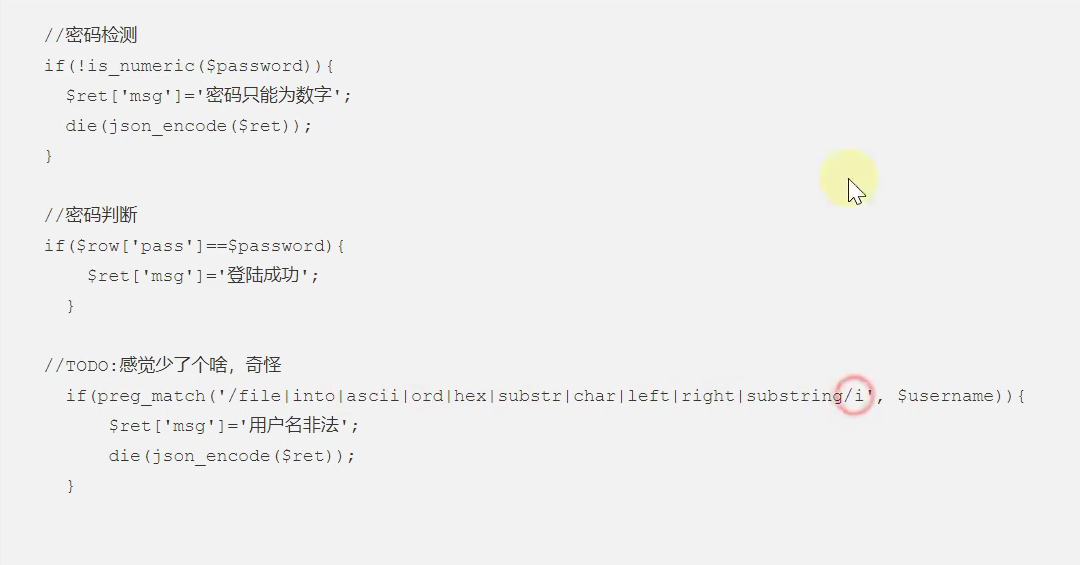 //密码检测
if(!is_numeric($password)){
$ret['msg']='密码只能为数字';
die(json_encode($ret));
}
//密码判断
if($row['pass']==$password){
$ret['msg']='登陆成功';
}
//TODO:感觉少了个啥，奇怪
if(preg_match('/file|into|ascii|ord|hex|substr|char|left|right|substring/i', $username)){
$ret['msg']='用户名非法';
die(json_encode($ret));
}